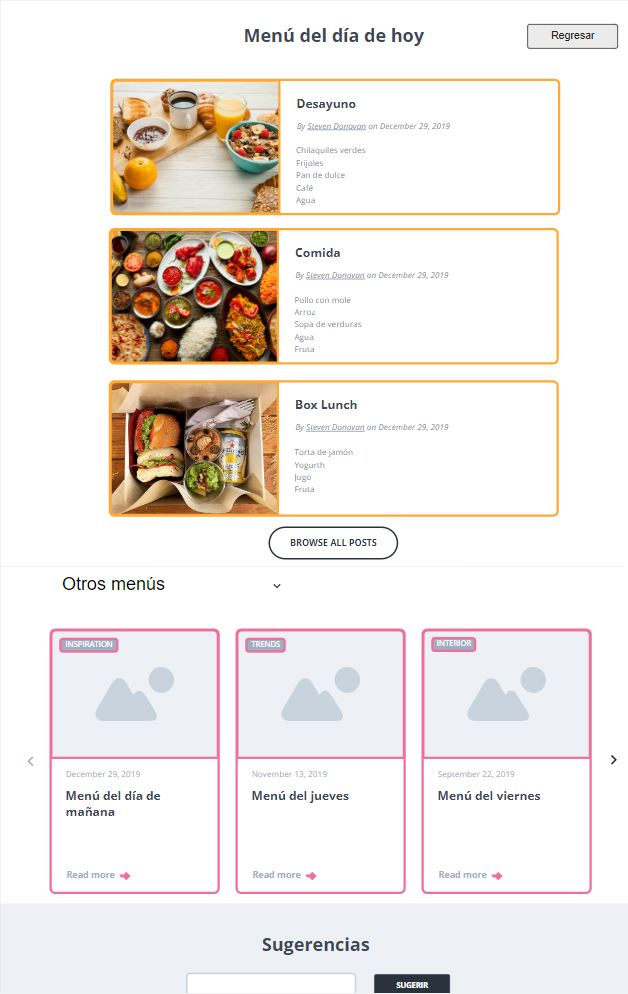 Menú del día de hoy
Regresar
Desayuno
By Steven Donovan on December 29, 2019
Chilaquiles verdes
Frijoles
Pan de dulce
Café
Agua
Comida
By Steven Donovan on December 29, 2019
Pollo con mole
Arroz
Sopa de verduras
Agua
Fruta
Box Lunch
By Steven Donovan on December 29, 2019
Torta de jamón
Yogurth
Jugo
Fruta
BROWSE ALL POSTS
Otros menús
INSPIRATION
TRENDS
INTERIOR
December 29, 2019
Menú del día de
mañana
Read more
November 13, 2019
Menú del jueves
Read more
September 22, 2019
Menú del viernes
Read more
Sugerencias
SUGERIR